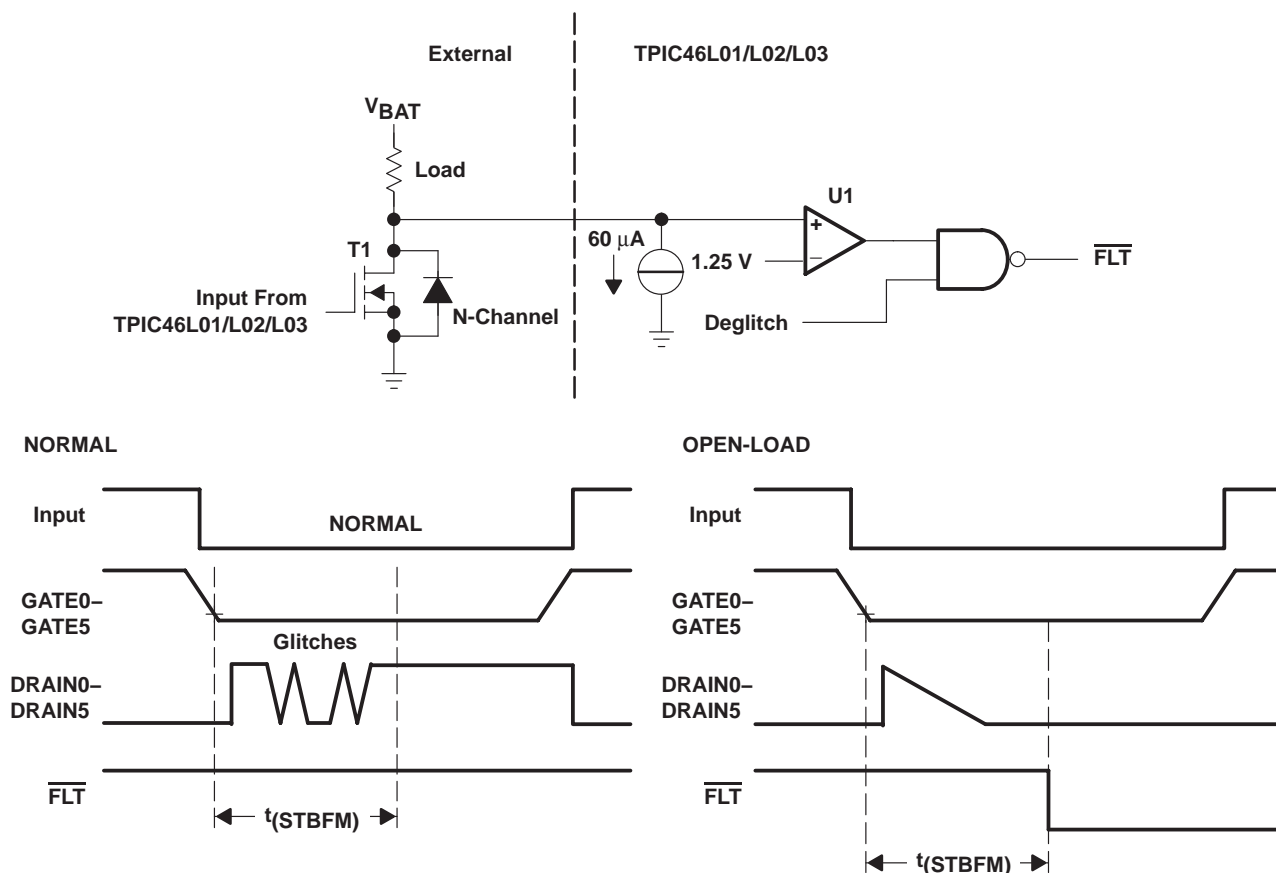 External
TPIC46L01/L02/L03
VBAT
Load
U1
T1
+
60 μA
1.25 V
−
FLT
Input From
TPIC46L01/L02/L03
N-Channel
Deglitch
NORMAL
Input
NORMAL
GATE0–
GATE5
Glitches
DRAIN0–
DRAIN5
FLT
t(STBFM)
OPEN-LOAD
Input
GATE0–
GATE5
DRAIN0–
DRAIN5
FLT
t(STBFM)